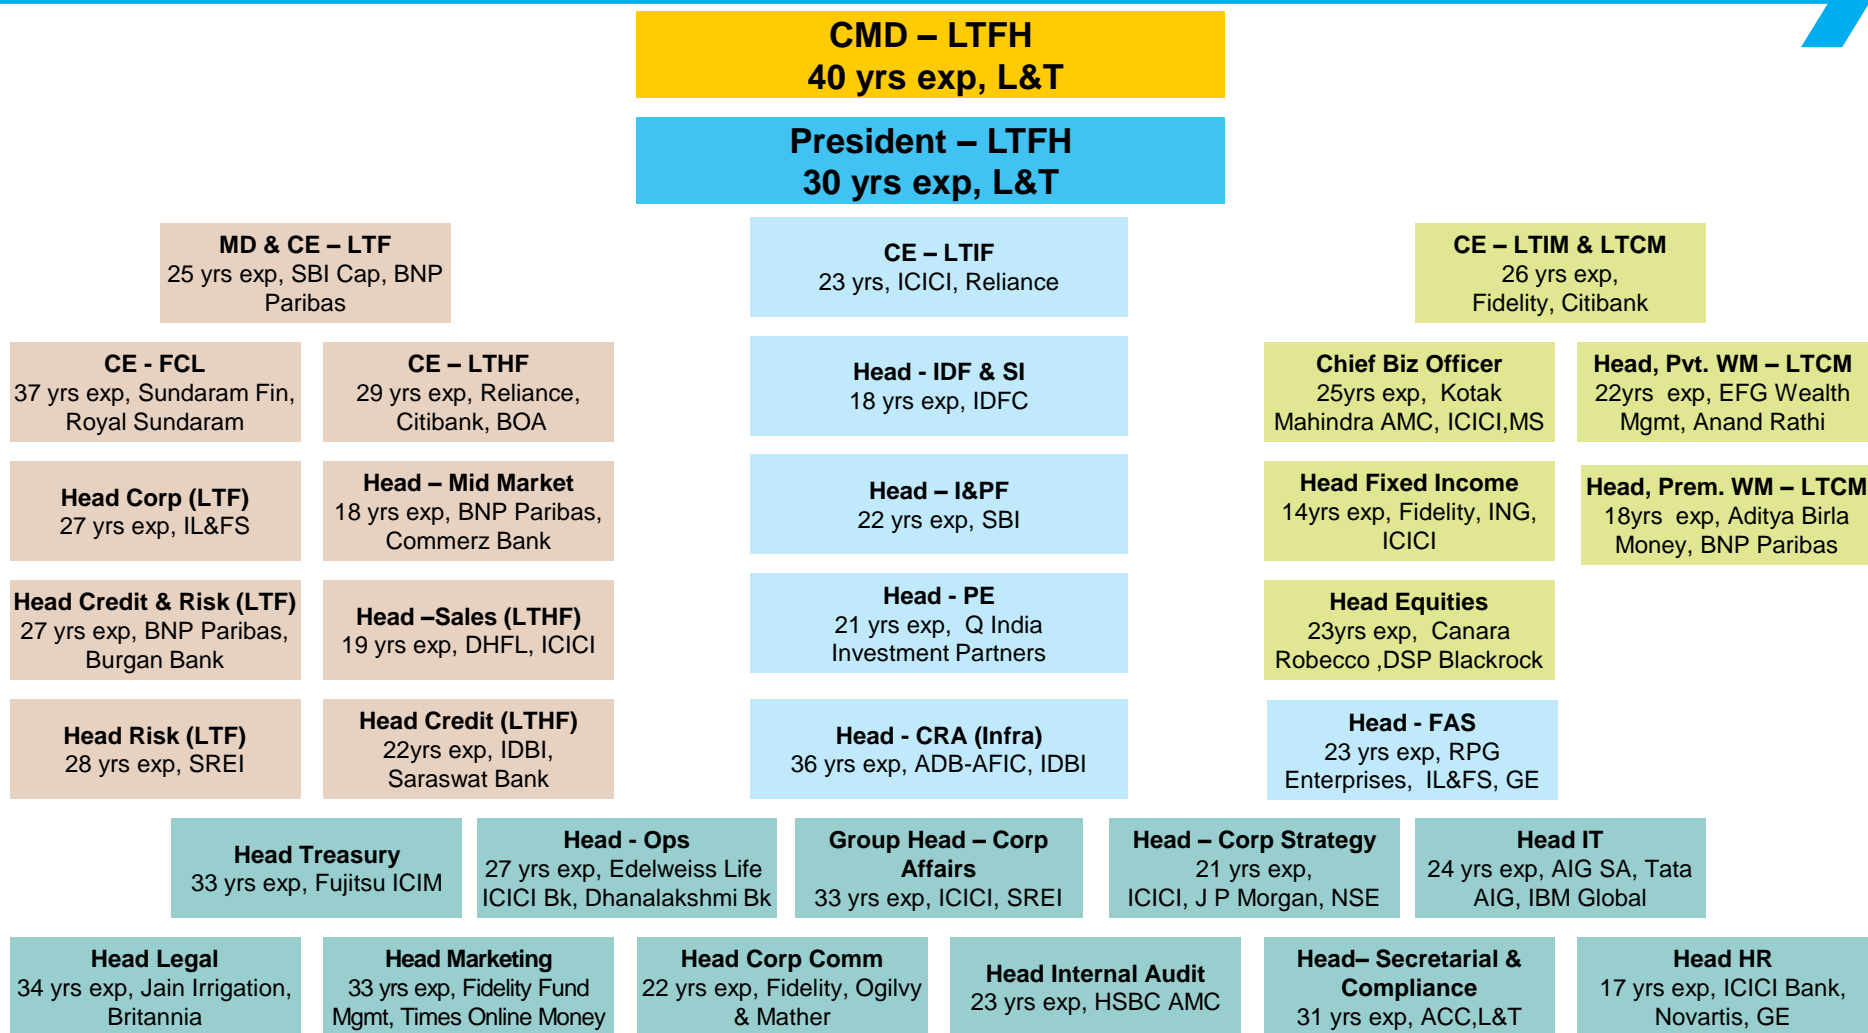 CMD – LTFH
40 yrs exp, L&T
President – LTFH
30 yrs exp, L&T
MD & CE – LTF
25 yrs exp, SBI Cap, BNP
Paribas
CE – LTIF
23 yrs, ICICI, Reliance
CE – LTIM & LTCM
26 yrs exp,
Fidelity, Citibank
CE - FCL
37 yrs exp, Sundaram Fin,
Royal Sundaram
CE – LTHF
29 yrs exp, Reliance,
Citibank, BOA
Head - IDF & SI
18 yrs exp, IDFC
Chief Biz Officer
25yrs exp, Kotak
Mahindra AMC, ICICI,MS
Head, Pvt. WM – LTCM
22yrs exp, EFG Wealth
Mgmt, Anand Rathi
Head Corp (LTF)
27 yrs exp, IL&FS
Head – Mid Market
18 yrs exp, BNP Paribas,
Commerz Bank
Head – I&PF
22 yrs exp, SBI
Head Fixed Income
14yrs exp, Fidelity, ING,
ICICI
Head, Prem. WM – LTCM
18yrs exp, Aditya Birla
Money, BNP Paribas
Head Credit & Risk (LTF)
27 yrs exp, BNP Paribas,
Burgan Bank
Head –Sales (LTHF)
19 yrs exp, DHFL, ICICI
Head - PE
21 yrs exp, Q India
Investment Partners
Head Equities
23yrs exp, Canara
Robecco ,DSP Blackrock
Head Risk (LTF)
28 yrs exp, SREI
Head Credit (LTHF)
22yrs exp, IDBI,
Saraswat Bank
Head - CRA (Infra)
36 yrs exp, ADB-AFIC, IDBI
Head - FAS
23 yrs exp, RPG
Enterprises, IL&FS, GE
Head Treasury
33 yrs exp, Fujitsu ICIM
Head - Ops
27 yrs exp, Edelweiss Life
ICICI Bk, Dhanalakshmi Bk
Group Head – Corp
Affairs
33 yrs exp, ICICI, SREI
Head – Corp Strategy
21 yrs exp,
ICICI, J P Morgan, NSE
Head IT
24 yrs exp, AIG SA, Tata
AIG, IBM Global
Head Legal
34 yrs exp, Jain Irrigation,
Britannia
Head Marketing
33 yrs exp, Fidelity Fund
Mgmt, Times Online Money
Head Corp Comm
22 yrs exp, Fidelity, Ogilvy
& Mather
Head Internal Audit
23 yrs exp, HSBC AMC
Head– Secretarial &
Compliance
31 yrs exp, ACC,L&T
Head HR
17 yrs exp, ICICI Bank,
Novartis, GE